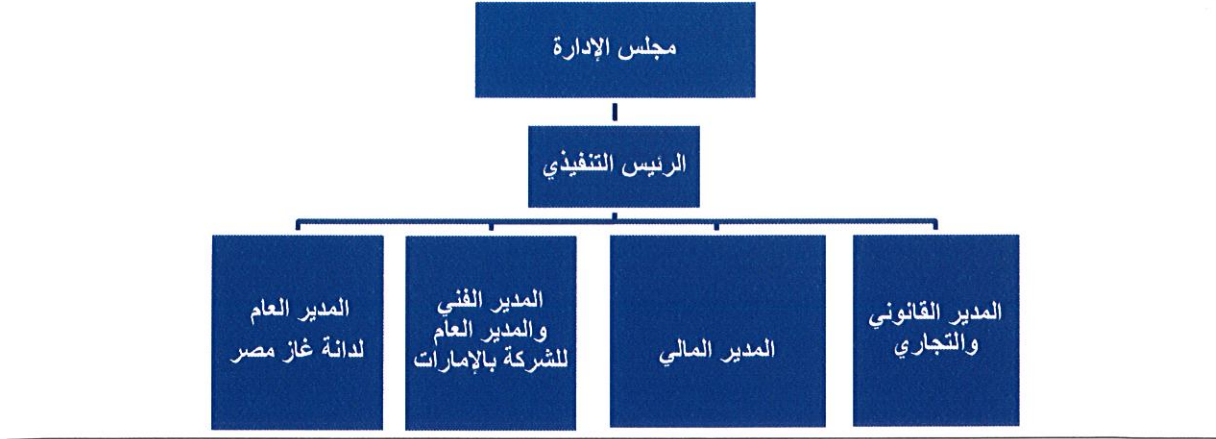 مجلس الإدارة
الرئيس التنفيذي
المدير القانوني
والتجاري
المدير المالي
المدير الفني
والمدير العام
للشركة بالإمارات
المدير العام
لدانة غاز مصر